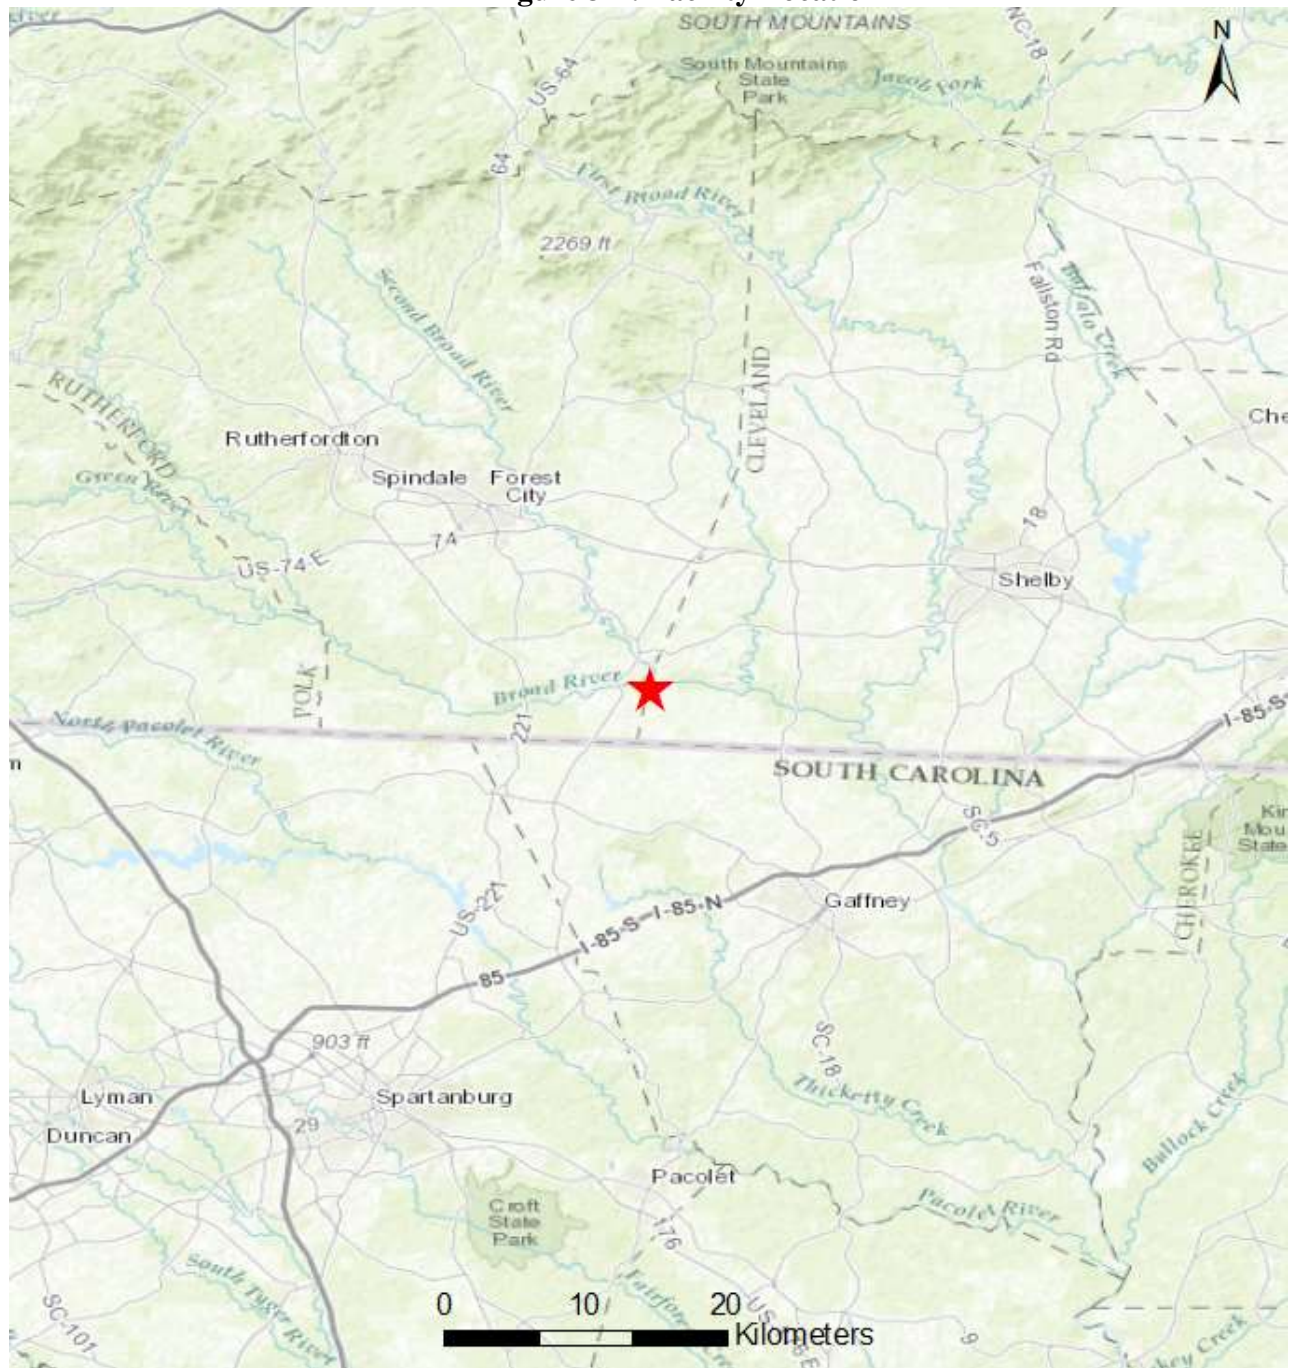 SOUTH MOUNTAINS
N
NC-18
US-64
South Mountains
State
Park
Jacob Fork
64
First Broad River
2269 ft
Fallston Rd
Buffalo Creek
Second Broad River
CLEVELAND
RUTHERFORD
Che
Rutherfordton
Green River
Spindale
Forest
City
18
74
US-74 E
Shelby
POLK
Broad River
221
North Pacolet River
I-85-S
SOUTH CAROLINA
SC-5
CHEROKEE
US-221
I-85-S
I-85-N
Gaffney
85
903 ft
SC-18
Lyman
Spartanburg
Thicketty Creek
Bullock Creek
29
Duncan
Pacolet
Pacolet River
Croft
State
Park
176
South Tyger River
SC-101
0 10 20
Kilometers
9